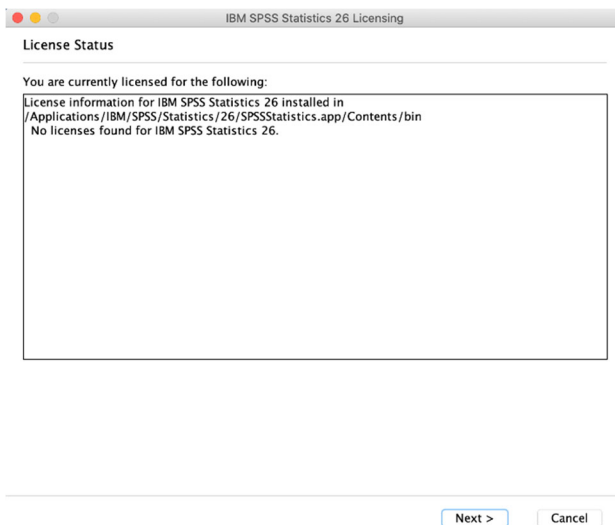 IBM SPSS Statistics 26 Licensing
License Status
You are currently licensed for the following:
License information for IBM SPSS Statistics 26 installed in
/Applications/IBM/SPSS/Statistics/26/SPSSStatistics.app/Contents/bin
No licenses found for IBM SPSS Statistics 26.
Next > Cancel